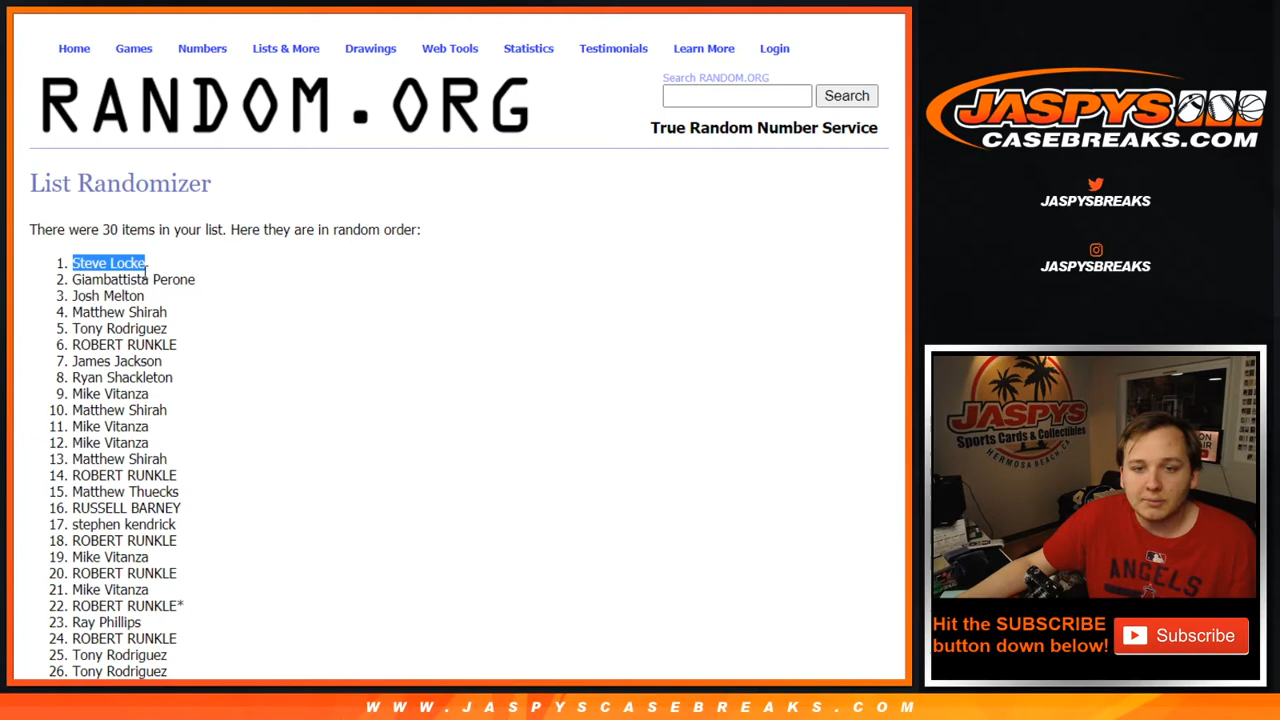 Home Games Numbers Lists & More Drawings Web Tools Statistics Testimonials Learn More Login
RANDOM.ORG
Search RANDOM.ORG
Search
True Random Number Service
List Randomizer
There were 30 items in your list. Here they are in random order:
1. Steve Locke
2. Giambattista Perone
3. Josh Melton
4. Matthew Shirah
5. Tony Rodriguez
6. ROBERT RUNKLE
7. James Jackson
8. Ryan Shackleton
9. Mike Vitanza
10. Matthew Shirah
11. Mike Vitanza
12. Mike Vitanza
13. Matthew Shirah
14. ROBERT RUNKLE
15. Matthew Thuecks
16. RUSSELL BARNEY
17. stephen kendrick
18. ROBERT RUNKLE
19. Mike Vitanza
20. ROBERT RUNKLE
21. Mike Vitanza
22. ROBERT RUNKLE*
23. Ray Phillips
24. ROBERT RUNKLE
25. Tony Rodriguez
26. Tony Rodriguez
JASPYS
CASEBREAKS.COM
JASPYSBREAKS
JASPYSBREAKS
JASPYS
Sports Cards & Collectibles
HERMOSA BEACH, CA
ON
AIR
ANGELS
Hit the SUBSCRIBE
button down below!
Subscribe
WWW.JASPYSCASEBREAKS.COM